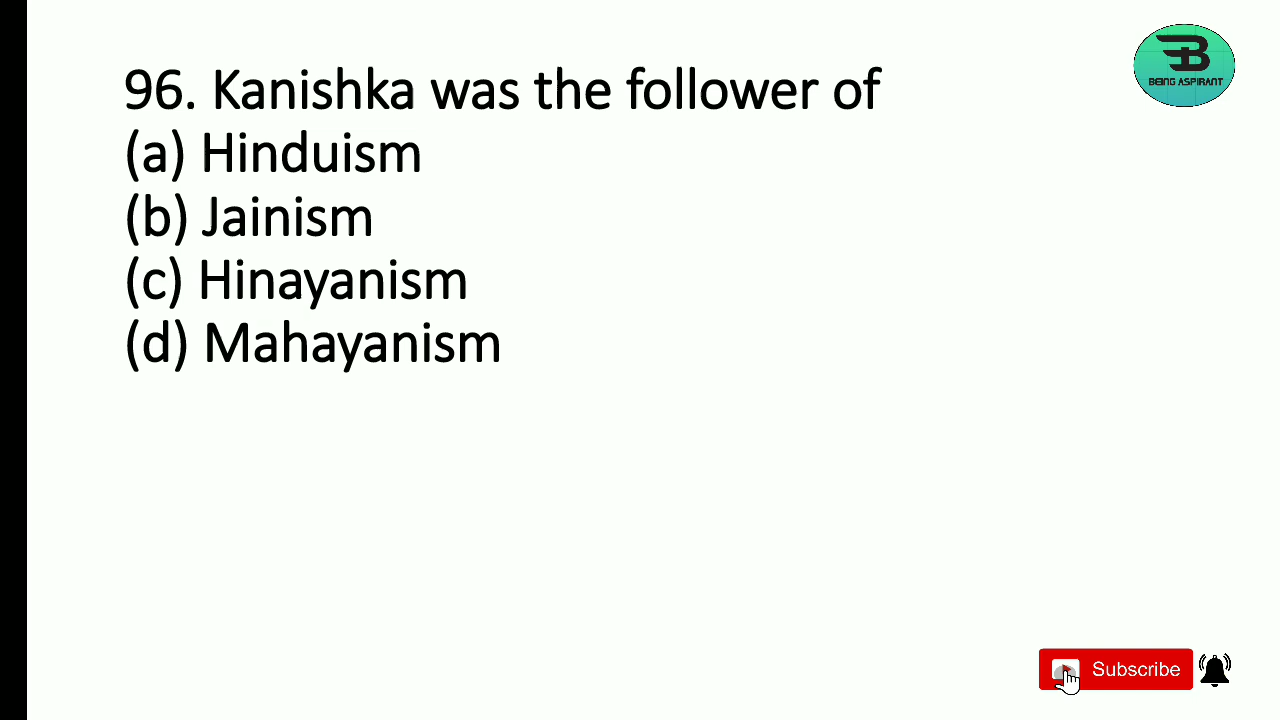 96. Kanishka was the follower of
(a) Hinduism
(b) Jainism
(c) Hinayanism
(d) Mahayanism
BEING ASPIRANT
Subscribe